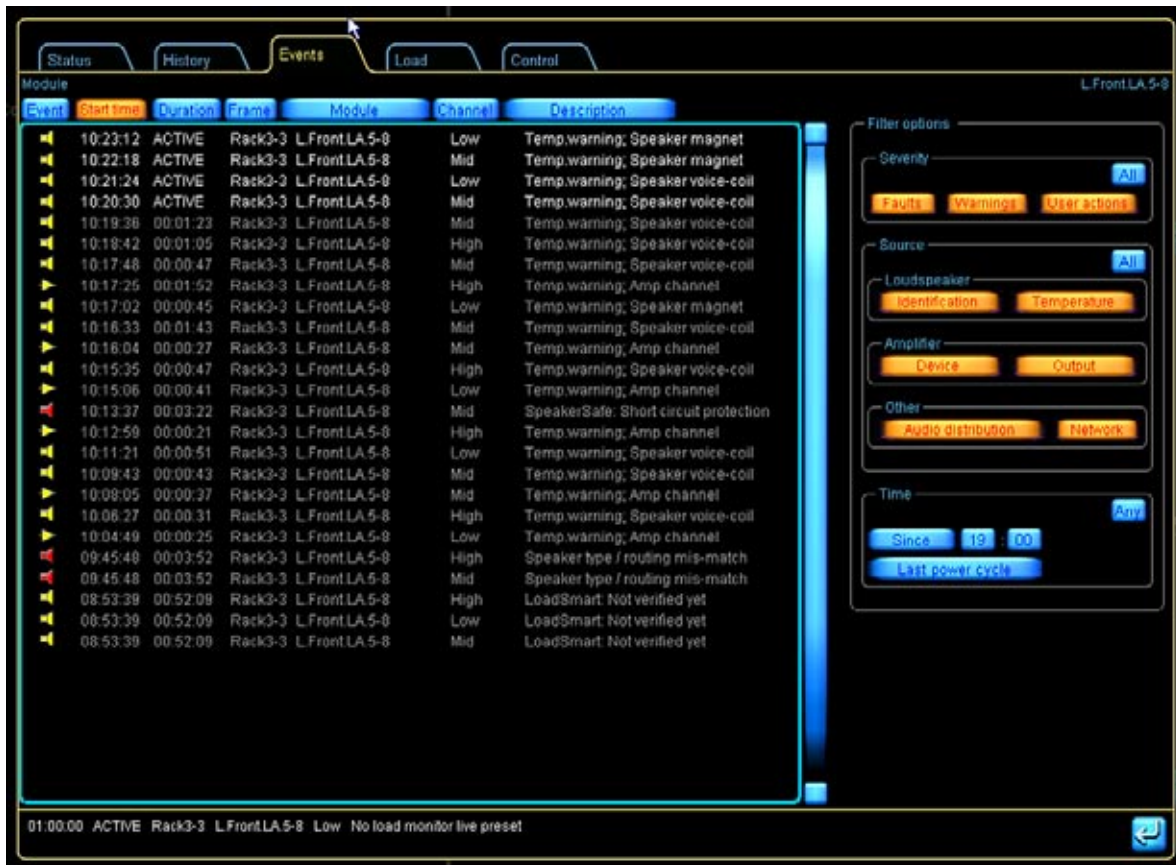 Status History Events Load Control
Module L.Front.LA.5-8
Event Start time Duration Frame Module Channel Description
10:23:12 ACTIVE Rack3-3 L.Front.LA.5-8 Low Temp.warning; Speaker magnet
10:22:18 ACTIVE Rack3-3 L.Front.LA.5-8 Mid Temp.warning; Speaker magnet
10:21:24 ACTIVE Rack3-3 L.Front.LA.5-8 Low Temp.warning; Speaker voice-coil
10:20:30 ACTIVE Rack3-3 L.Front.LA.5-8 Mid Temp.warning; Speaker voice-coil
10:19:36 00:01:23 Rack3-3 L.Front.LA.5-8 Mid Temp.warning; Speaker voice-coil
10:18:42 00:01:05 Rack3-3 L.Front.LA.5-8 High Temp.warning; Speaker voice-coil
10:17:48 00:00:47 Rack3-3 L.Front.LA.5-8 Mid Temp.warning; Speaker voice-coil
10:17:25 00:01:52 Rack3-3 L.Front.LA.5-8 High Temp.warning; Amp channel
10:17:02 00:00:45 Rack3-3 L.Front.LA.5-8 Low Temp.warning; Speaker magnet
10:16:33 00:01:43 Rack3-3 L.Front.LA.5-8 Mid Temp.warning; Speaker voice-coil
10:16:04 00:00:27 Rack3-3 L.Front.LA.5-8 Mid Temp.warning; Amp channel
10:15:35 00:00:47 Rack3-3 L.Front.LA.5-8 High Temp.warning; Speaker voice-coil
10:15:06 00:00:41 Rack3-3 L.Front.LA.5-8 Low Temp.warning; Amp channel
10:13:37 00:03:22 Rack3-3 L.Front.LA.5-8 Mid SpeakerSafe: Short circuit protection
10:12:59 00:00:21 Rack3-3 L.Front.LA.5-8 High Temp.warning; Amp channel
10:11:21 00:00:51 Rack3-3 L.Front.LA.5-8 Low Temp.warning; Speaker voice-coil
10:09:43 00:00:43 Rack3-3 L.Front.LA.5-8 Mid Temp.warning; Speaker voice-coil
10:08:05 00:00:37 Rack3-3 L.Front.LA.5-8 Mid Temp.warning; Amp channel
10:06:27 00:00:31 Rack3-3 L.Front.LA.5-8 High Temp.warning; Speaker voice-coil
10:04:49 00:00:25 Rack3-3 L.Front.LA.5-8 Low Temp.warning; Amp channel
09:45:48 00:03:52 Rack3-3 L.Front.LA.5-8 High Speaker type / routing mis-match
09:45:48 00:03:52 Rack3-3 L.Front.LA.5-8 Mid Speaker type / routing mis-match
08:53:39 00:52:09 Rack3-3 L.Front.LA.5-8 High LoadSmart: Not verified yet
08:53:39 00:52:09 Rack3-3 L.Front.LA.5-8 Low LoadSmart: Not verified yet
08:53:39 00:52:09 Rack3-3 L.Front.LA.5-8 Mid LoadSmart: Not verified yet
Filter options
Severity
All
Faults Warnings User actions
Source
All
Loudspeaker
Identification Temperature
Amplifier
Device Output
Other
Audio distribution Network
Time
Any
Since 19 : 00
Last power cycle
01:00:00 ACTIVE Rack3-3 L.Front.LA.5-8 Low No load monitor live preset